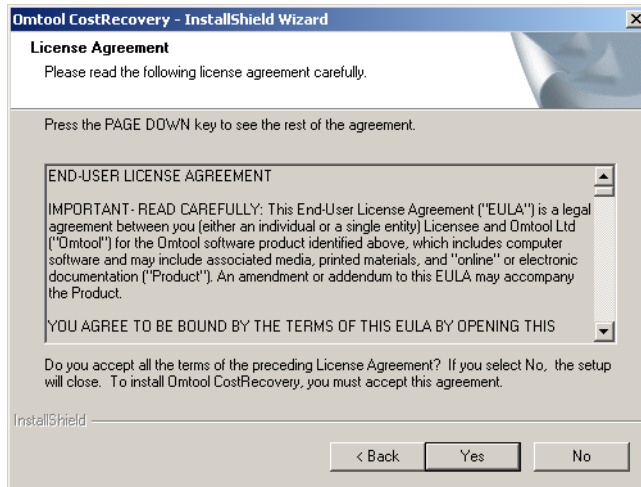 Omtool CostRecovery - InstallShield Wizard
License Agreement
Please read the following license agreement carefully.
Press the PAGE DOWN key to see the rest of the agreement.
END-USER LICENSE AGREEMENT
IMPORTANT- READ CAREFULLY: This End-User License Agreement ("EULA") is a legal
agreement between you (either an individual or a single entity) Licensee and Omtool Ltd
("Omtool") for the Omtool software product identified above, which includes computer
software and may include associated media, printed materials, and "online" or electronic
documentation ("Product"). An amendment or addendum to this EULA may accompany
the Product.
YOU AGREE TO BE BOUND BY THE TERMS OF THIS EULA BY OPENING THIS
Do you accept all the terms of the preceding License Agreement? If you select No, the setup
will close. To install Omtool CostRecovery, you must accept this agreement.
InstallShield
< Back
Yes
No